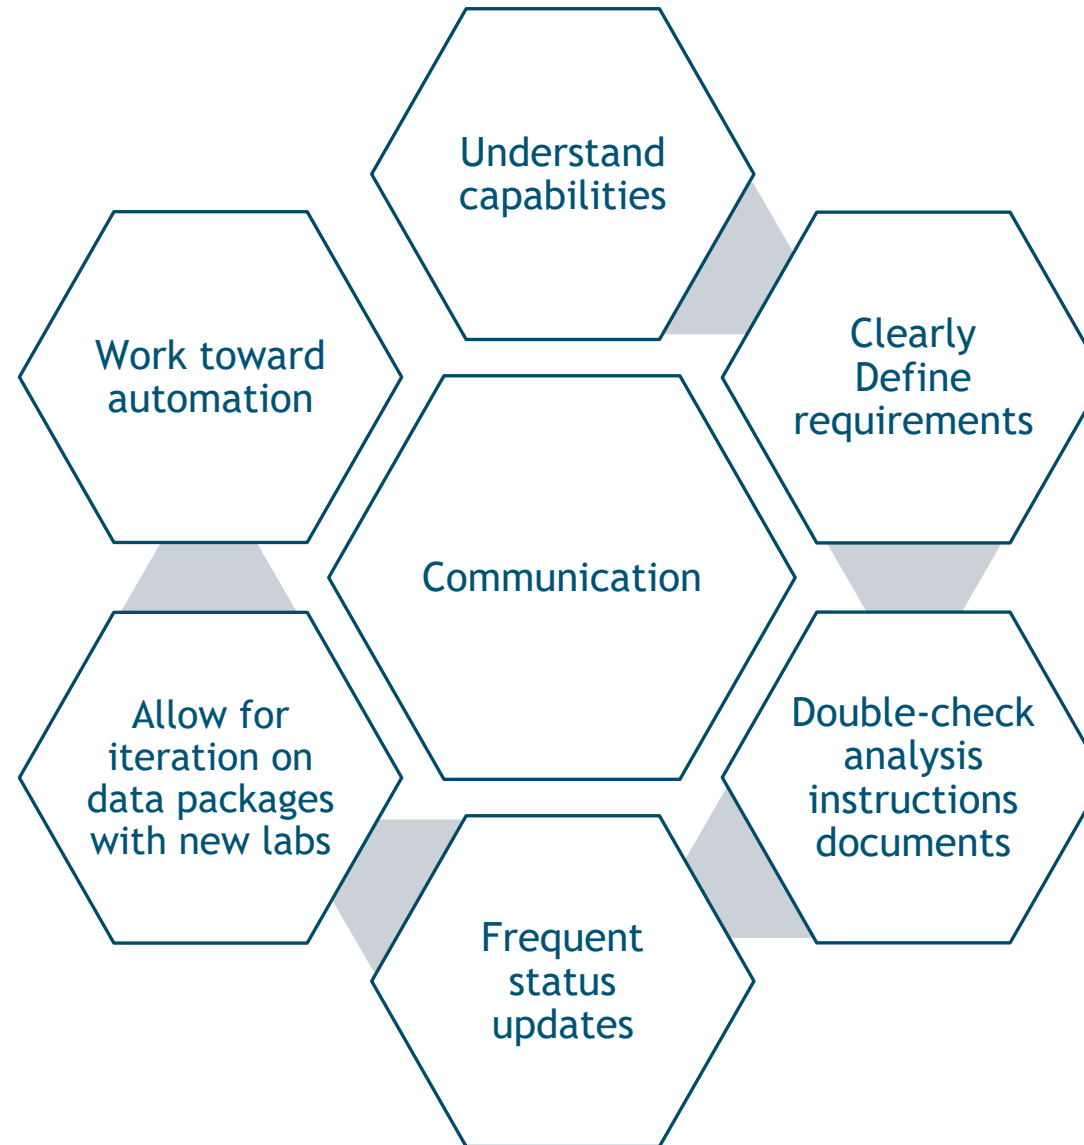 Understand
capabilities
Clearly
Define
requirements
Double-check
analysis
instructions
documents
Frequent
status
updates
Allow for
iteration on
data packages
with new labs
Work toward
automation
Communication